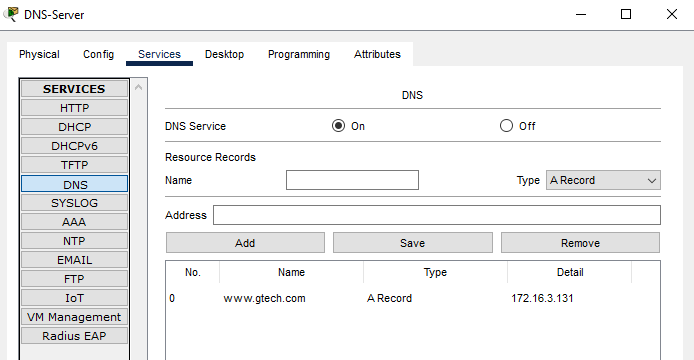 DNS-Server
Physical Config Services Desktop Programming Attributes
SERVICES
HTTP
DHCP
DHCPv6
TFTP
DNS
SYSLOG
AAA
NTP
EMAIL
FTP
IoT
VM Management
Radius EAP
DNS
DNS Service On Off
Resource Records
Name Type A Record
Address
Add Save Remove
No. Name Type Detail
0 www.gtech.com A Record 172.16.3.131